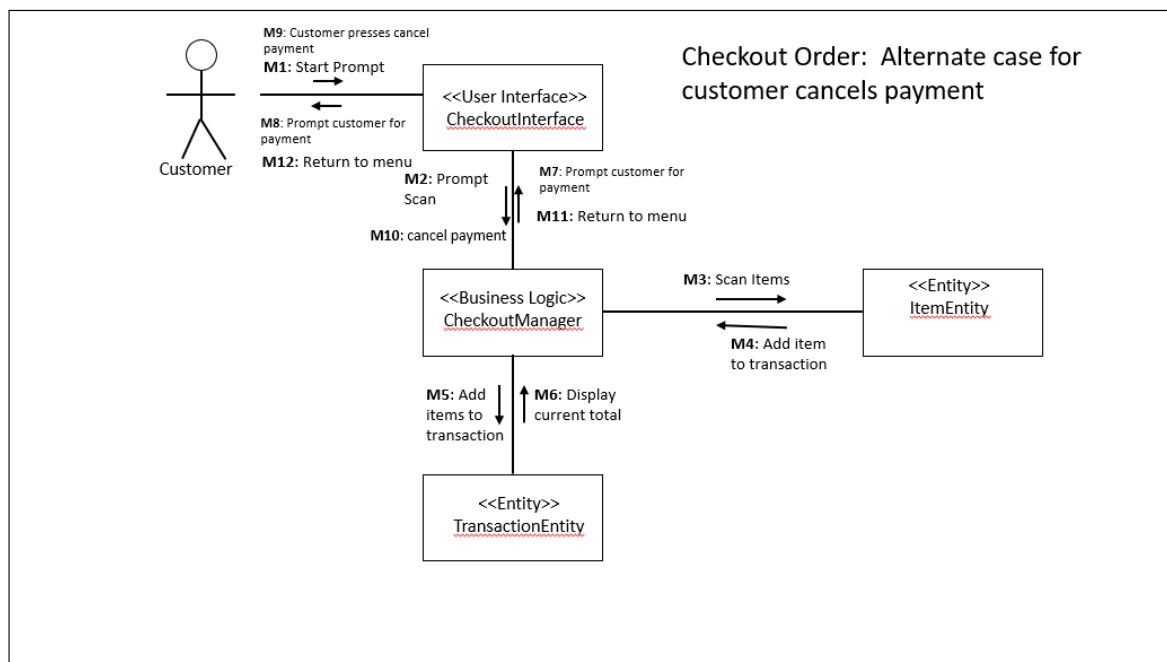 M9: Customer presses cancel
payment
M1: Start Prompt
Checkout Order: Alternate case for
customer cancels payment
<<User Interface>>
CheckoutInterface
M8: Prompt customer for
payment
M12: Return to menu
Customer
M2: Prompt
Scan
M7: Prompt customer for
payment
M11: Return to menu
M10: cancel payment
<<Business Logic>>
CheckoutManager
M3: Scan Items
<<Entity>>
ItemEntity
M4: Add item
to transaction
M5: Add
items to
transaction
M6: Display
current total
<<Entity>>
TransactionEntity